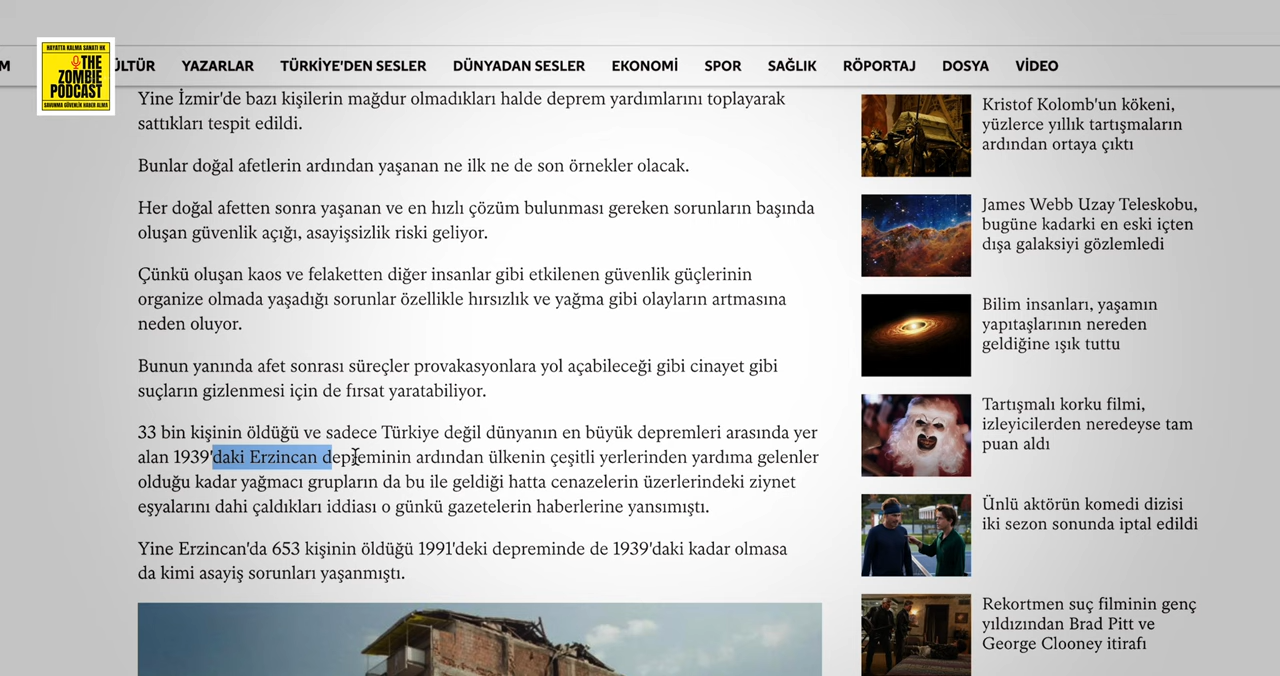 M
HAYATTA KALMA SANATI HK
THE
ZOMBIE
PODCAST
SAVUNMA GÜVENLİK HABER ALMA
ÜLTÜR YAZARLAR TÜRKİYE'DEN SESLER DÜNYADAN SESLER EKONOMİ SPOR SAĞLIK RÖPORTAJ DOSYA VİDEO
Yine İzmir'de bazı kişilerin mağdur olmadıkları halde deprem yardımlarını toplayarak
sattıkları tespit edildi.
Bunlar doğal afetlerin ardından yaşanan ne ilk ne de son örnekler olacak.
Her doğal afetten sonra yaşanan ve en hızlı çözüm bulunması gereken sorunların başında
oluşan güvenlik açığı, asayişsizlik riski geliyor.
Çünkü oluşan kaos ve felaketten diğer insanlar gibi etkilenen güvenlik güçlerinin
organize olmada yaşadığı sorunlar özellikle hırsızlık ve yağma gibi olayların artmasına
neden oluyor.
Bunun yanında afet sonrası süreçler provakasyonlara yol açabileceği gibi cinayet gibi
suçların gizlenmesi için de fırsat yaratabiliyor.
33 bin kişinin öldüğü ve sadece Türkiye değil dünyanın en büyük depremleri arasında yer
alan 1939'daki Erzincan depreminin ardından ülkenin çeşitli yerlerinden yardıma gelenler
olduğu kadar yağmacı grupların da bu ile geldiği hatta cenazelerin üzerlerindeki ziynet
eşyalarını dahi çaldıkları iddiası o günkü gazetelerin haberlerine yansımıştı.
Yine Erzincan'da 653 kişinin öldüğü 1991'deki depreminde de 1939'daki kadar olmasa
da kimi asayiş sorunları yaşanmıştı.
Kristof Kolomb'un kökeni,
yüzlerce yıllık tartışmaların
ardından ortaya çıktı
James Webb Uzay Teleskobu,
bugüne kadarki en eski içten
dışa galaksiyi gözlemledi
Bilim insanları, yaşamın
yapıtaşlarının nereden
geldiğine ışık tuttu
Tartışmalı korku filmi,
izleyicilerden neredeyse tam
puan aldı
Ünlü aktörün komedi dizisi
iki sezon sonunda iptal edildi
Rekortmen suç filminin genç
yıldızından Brad Pitt ve
George Clooney itirafı